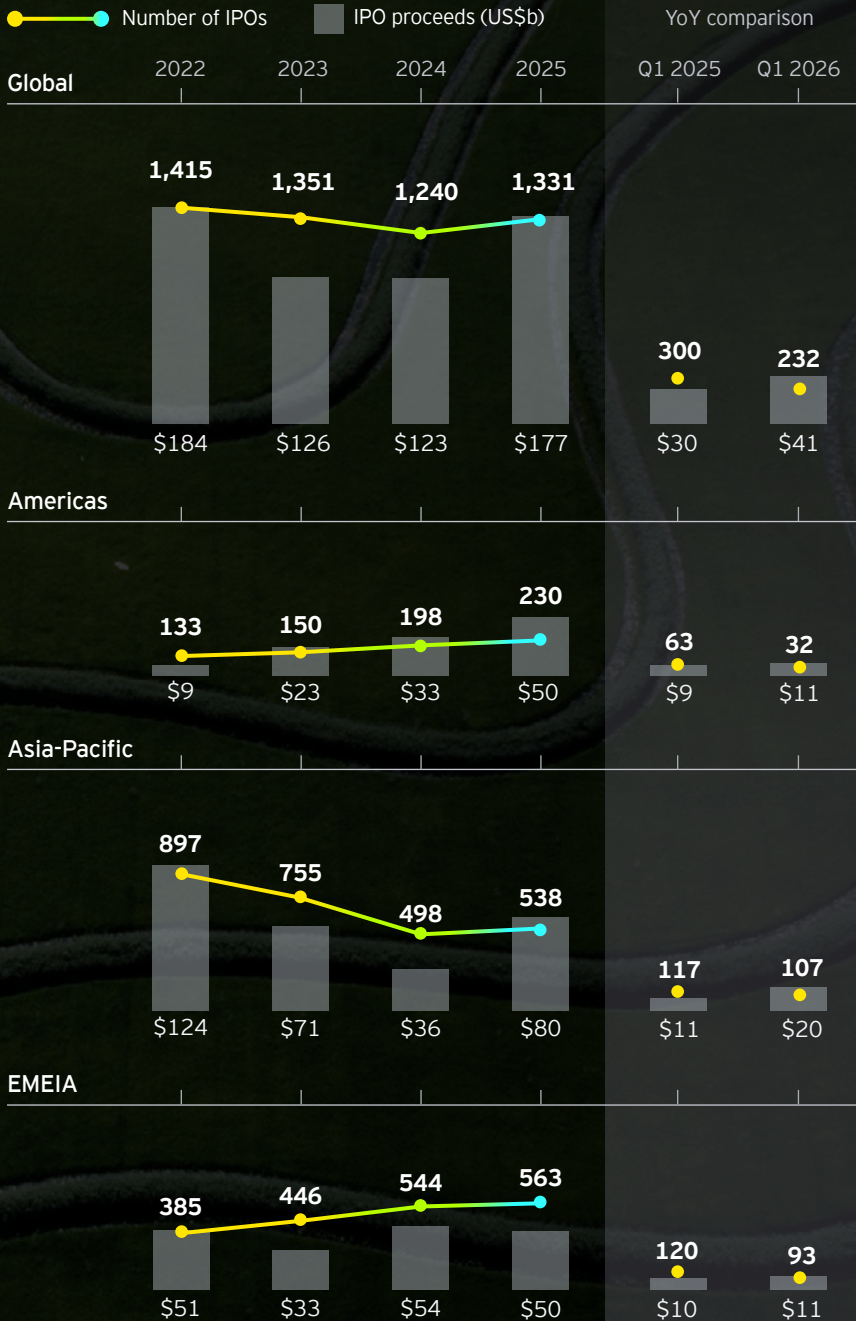 Number of IPOs IPO proceeds (US$b) YoY comparison
Global 2022 2023 2024 2025 Q1 2025 Q1 2026
1,415 1,351 1,240 1,331 300 232
$184 $126 $123 $177 $30 $41
Americas
133 150 198 230 63 32
$9 $23 $33 $50 $9 $11
Asia-Pacific
897 755 498 538 117 107
$124 $71 $36 $80 $11 $20
EMEIA
385 446 544 563 120 93
$51 $33 $54 $50 $10 $11